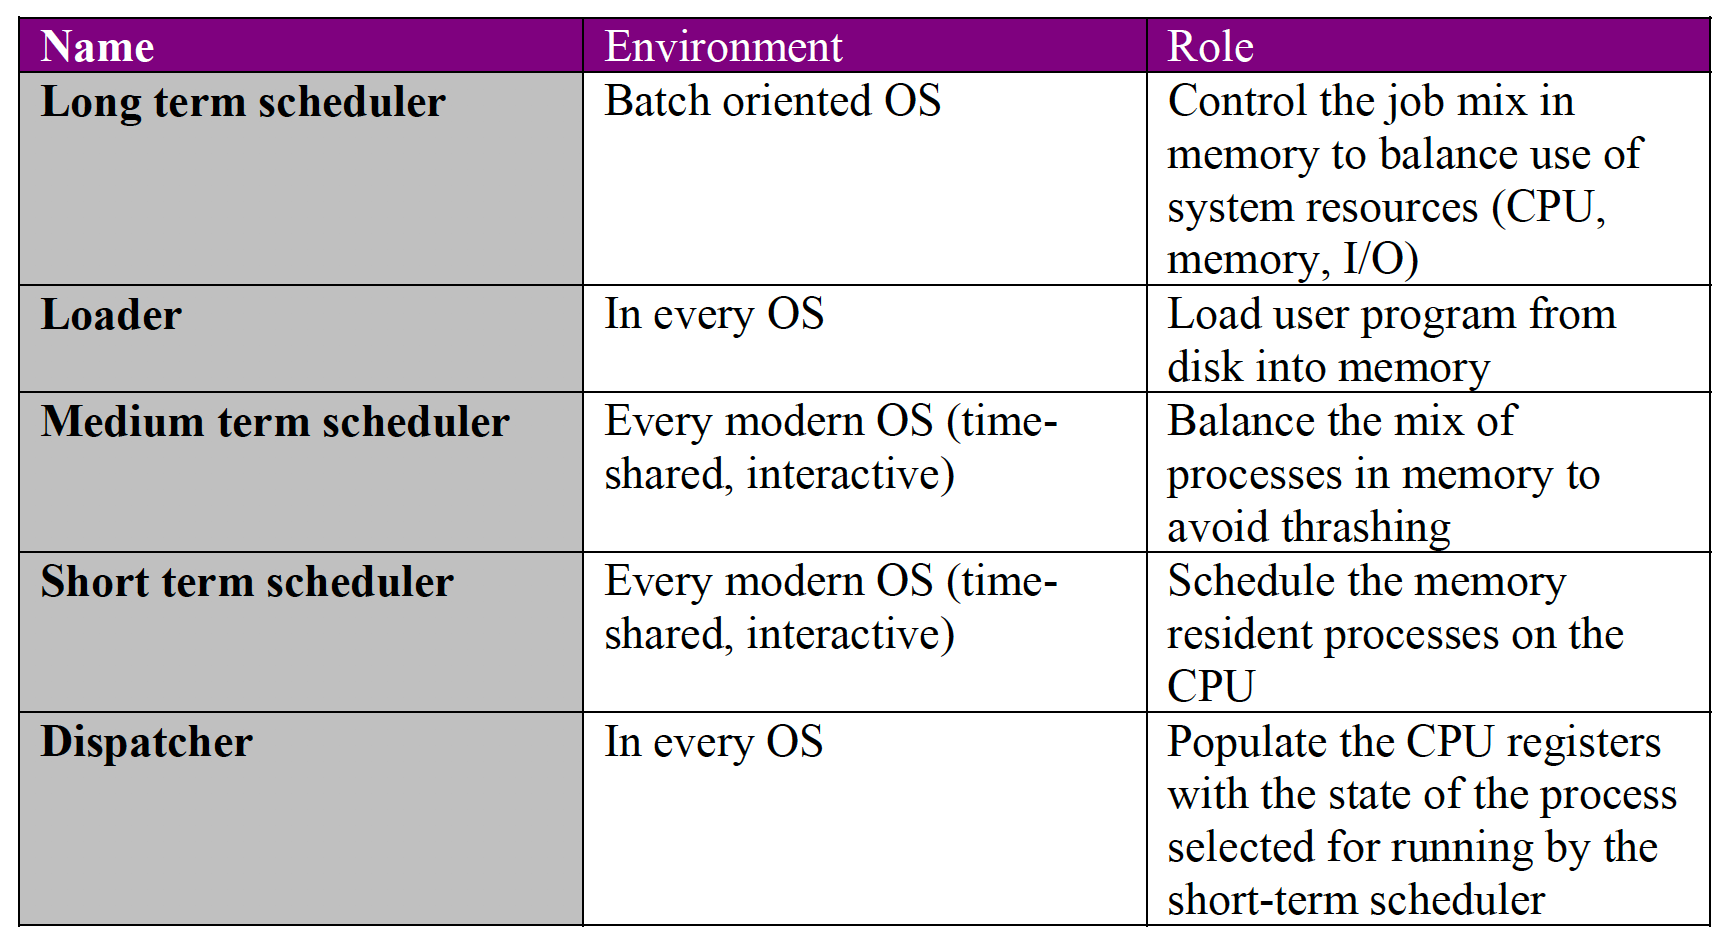 Name Environment Role
Long term scheduler Batch oriented OS Control the job mix in
memory to balance use of
system resources (CPU,
memory, I/O)
Loader In every OS Load user program from
disk into memory
Medium term scheduler Every modern OS (time- Balance the mix of
shared, interactive) processes in memory to
avoid thrashing
Short term scheduler Every modern OS (time- Schedule the memory
shared, interactive) resident processes on the
CPU
Dispatcher In every OS Populate the CPU registers
with the state of the process
selected for running by the
short-term scheduler